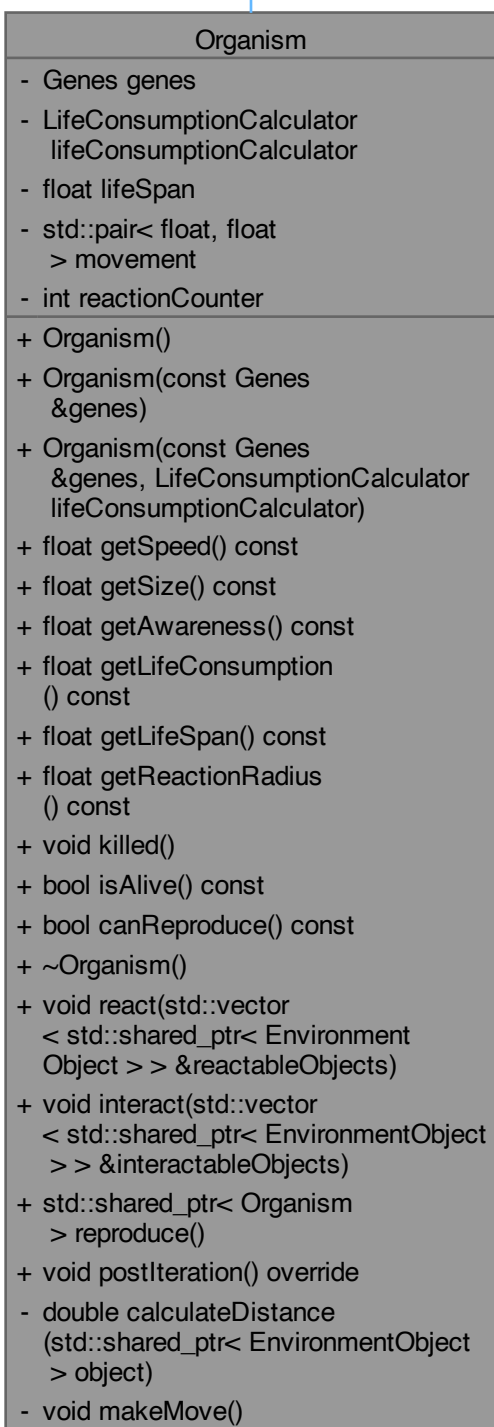 Organism
- Genes genes
- LifeConsumptionCalculator
lifeConsumptionCalculator
- float lifeSpan
- std::pair< float, float
> movement
- int reactionCounter
+ Organism()
+ Organism(const Genes
&genes)
+ Organism(const Genes
&genes, LifeConsumptionCalculator
lifeConsumptionCalculator)
+ float getSpeed() const
+ float getSize() const
+ float getAwareness() const
+ float getLifeConsumption
() const
+ float getLifeSpan() const
+ float getReactionRadius
() const
+ void killed()
+ bool isAlive() const
+ bool canReproduce() const
+ ~Organism()
+ void react(std::vector
< std::shared_ptr< Environment
Object > > &reactableObjects)
+ void interact(std::vector
< std::shared_ptr< EnvironmentObject
> > &interactableObjects)
+ std::shared_ptr< Organism
> reproduce()
+ void postIteration() override
- double calculateDistance
(std::shared_ptr< EnvironmentObject
> object)
- void makeMove()